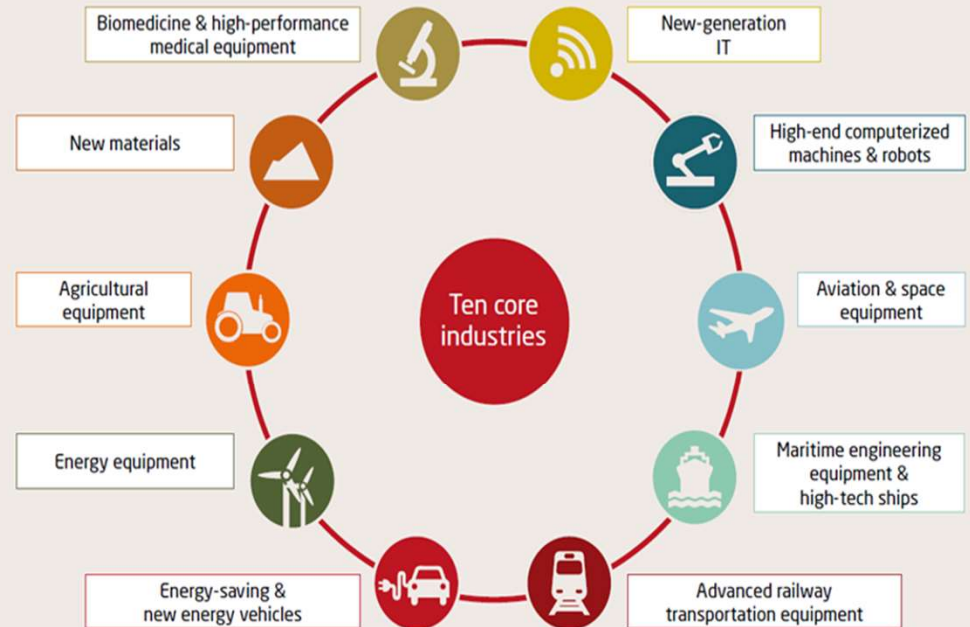 Biomedicine & high-performance
medical equipment
New-generation
IT
New materials
High-end computerized
machines & robots
Agricultural
equipment
Ten core
industries
Aviation & space
equipment
Energy equipment
Maritime engineering
equipment &
high-tech ships
Energy-saving &
new energy vehicles
Advanced railway
transportation equipment